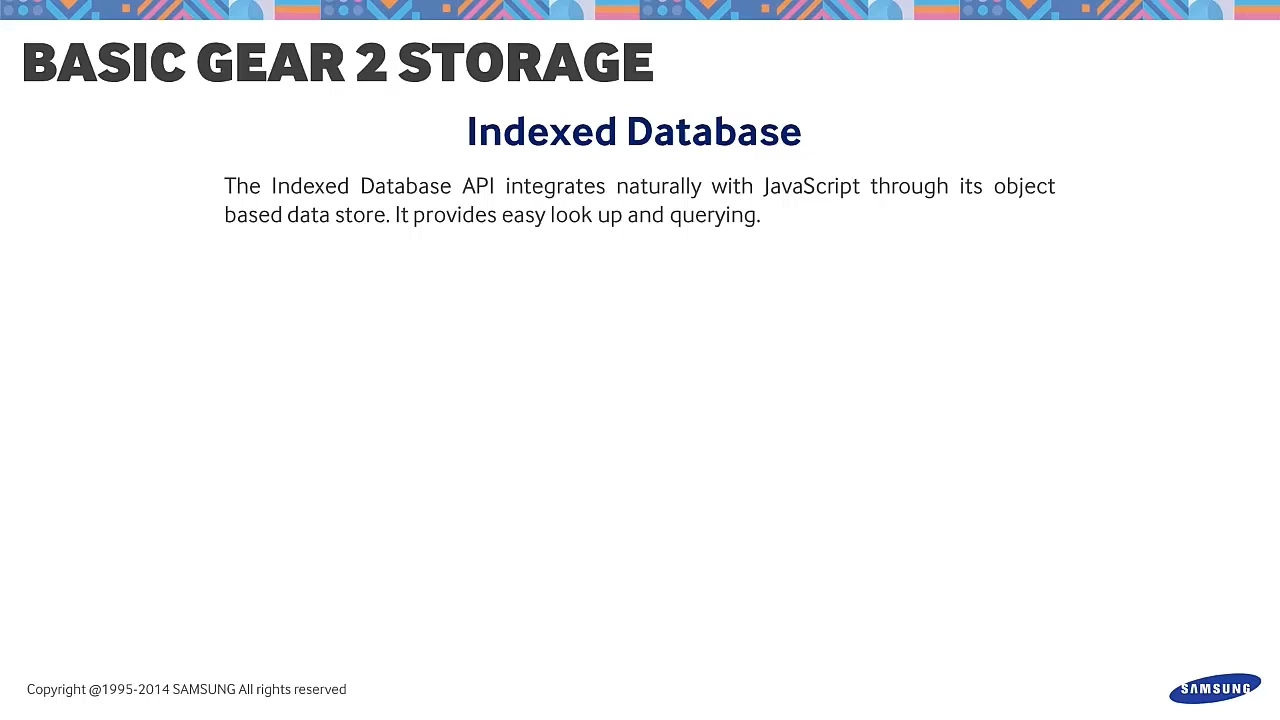 BASIC GEAR 2 STORAGE
Indexed Database
The Indexed Database API integrates naturally with JavaScript through its object
based data store. It provides easy look up and querying.
Copyright @1995-2014 SAMSUNG All rights reserved
SAMSUNG